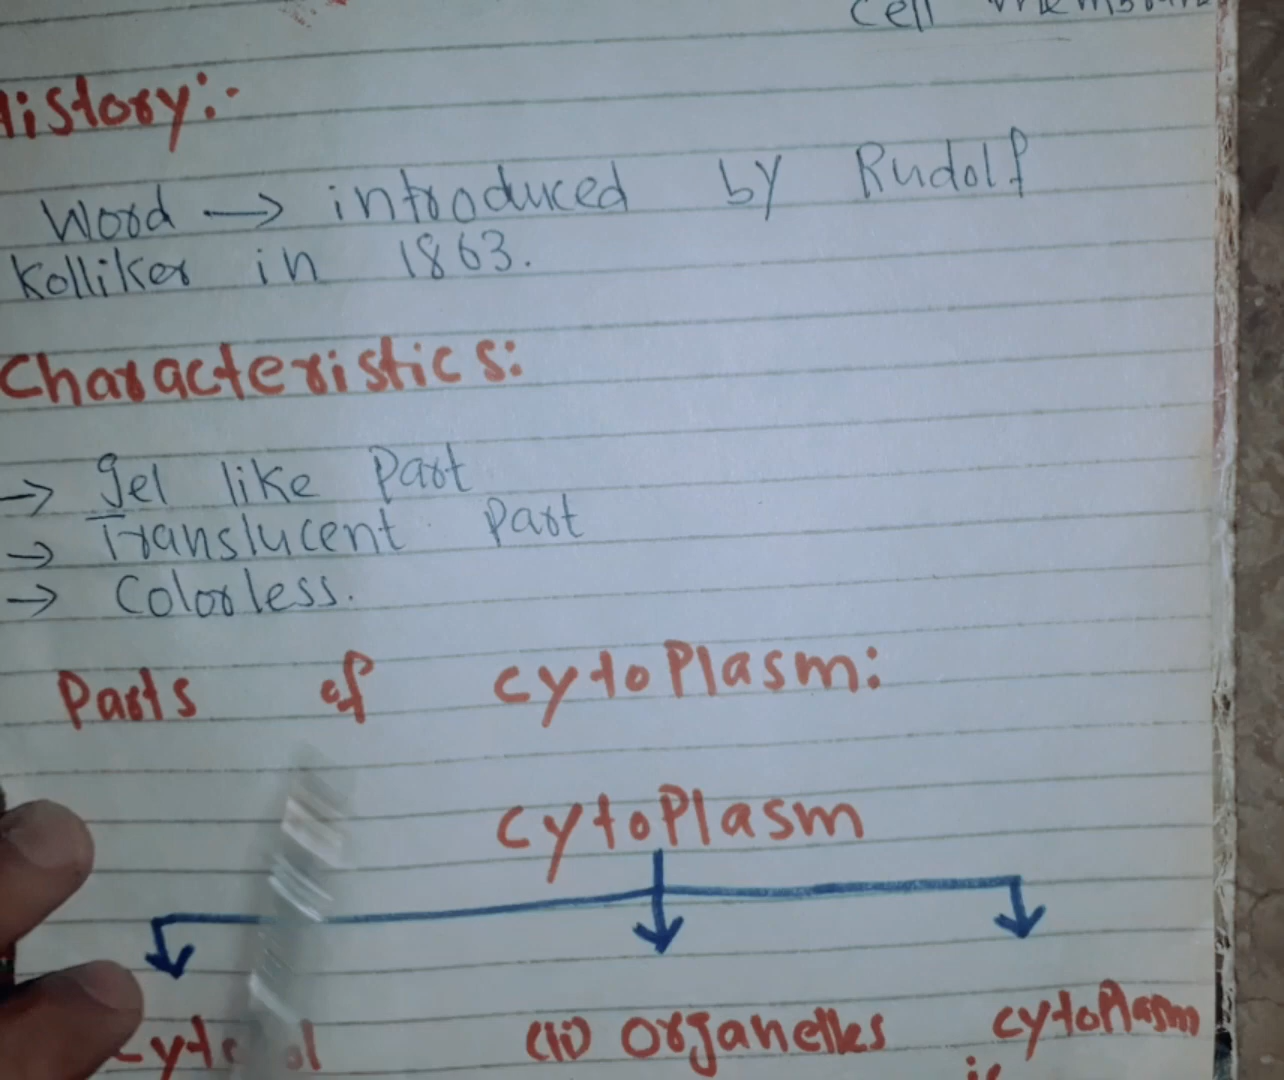 Cell
History:-
Word → introduced by Rudolf
Kolliker in 1863.
Characteristics:
→ gel like Part
→ Translucent Part
→ Colorless.
Parts of cytoPlasm:
cytoPlasm
(ii) Organelles cytoPlasm